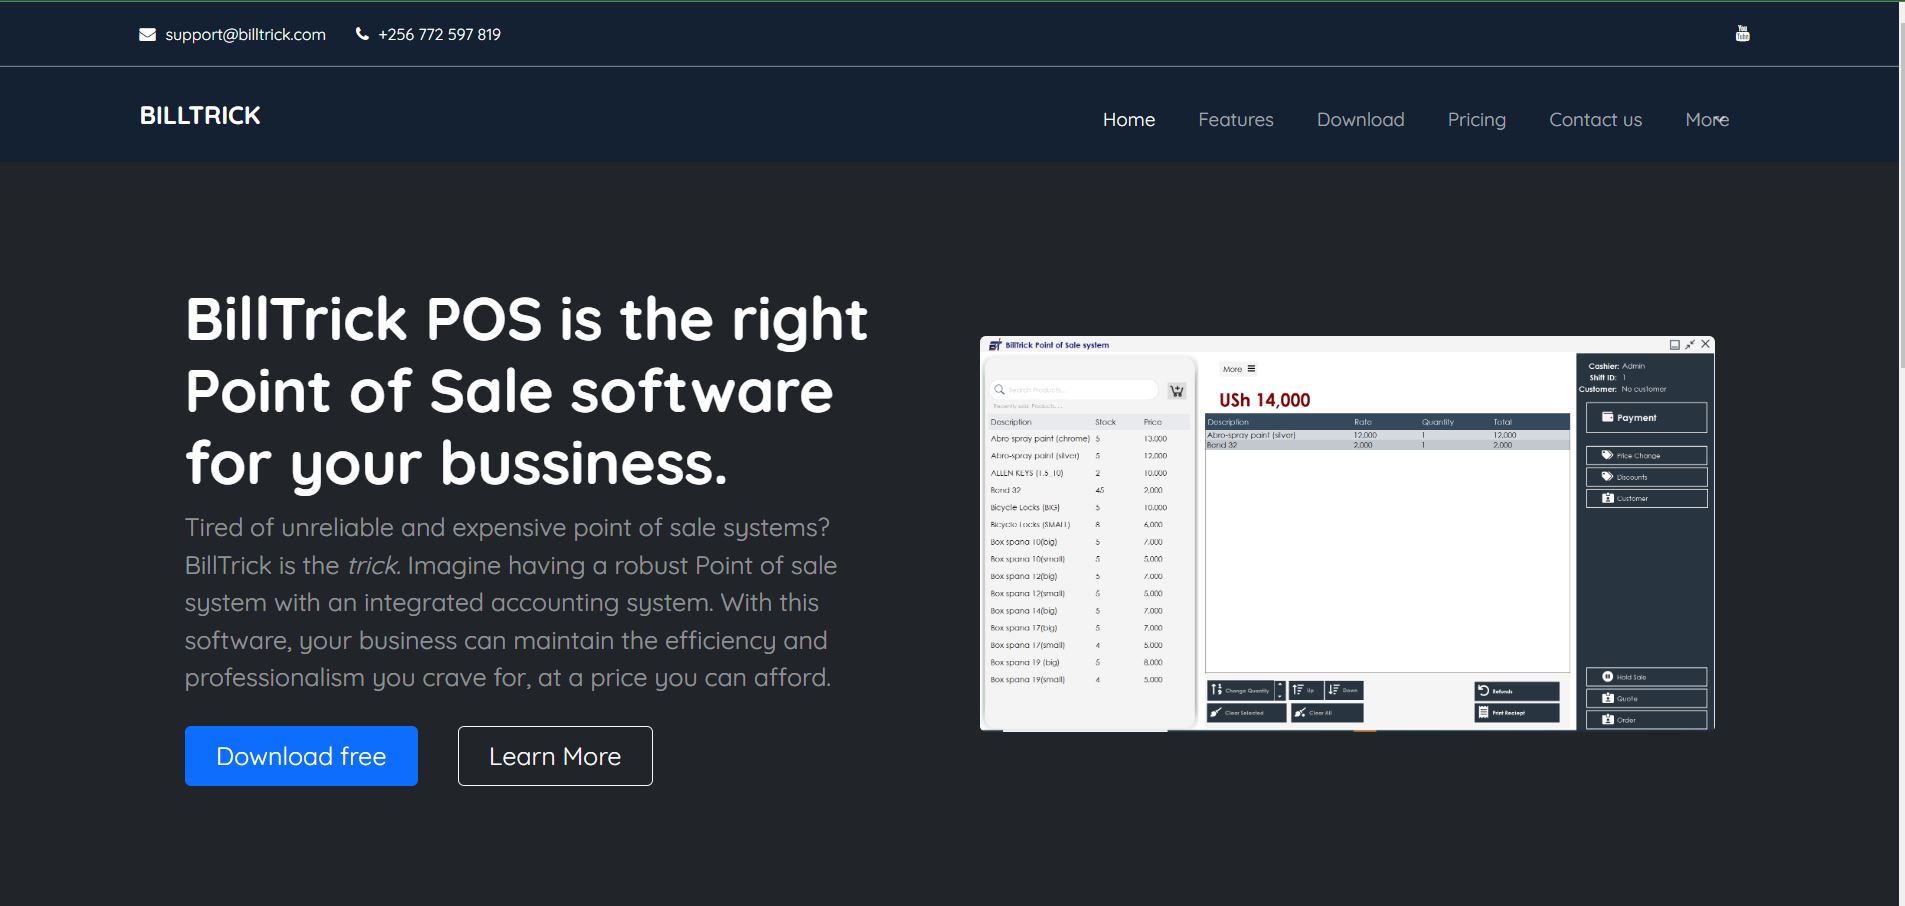 support@billtrick.com +256 772 597 819
You Tube
BILLTRICK
Home Features Download Pricing Contact us More
BillTrick POS is the right
Point of Sale software
for your bussiness.
Tired of unreliable and expensive point of sale systems?
BillTrick is the trick. Imagine having a robust Point of sale
system with an integrated accounting system. With this
software, your business can maintain the efficiency and
professionalism you crave for, at a price you can afford.
Download free Learn More
BT BillTrick Point of Sale system
Search Products...
Recently sold Products....
Description Stock Price
Abro spray paint (chrome) 5 13,000
Abro-spray paint (silver) 5 12,000
ALLEN KEYS (1.5_10) 2 10,000
Bond 32 45 2,000
Bicycle Locks (BIG) 5 10,000
Bicycle Locks (SMALL) 8 6,000
Box spana 10(big) 5 7,000
Box spana 10(small) 5 5,000
Box spana 12(big) 5 7,000
Box spana 12(small) 5 5,000
Box spana 14(big) 5 7,000
Box spana 17(big) 5 7,000
Box spana 17(small) 4 5,000
Box spana 19 (big) 5 8,000
Box spana 19(small) 4 5,000
More
USh 14,000
Description Rate Quantity Total
Abro-spray paint (silver) 12,000 1 12,000
Bond 32 2,000 1 2,000
Change Quantity Up Down
Clear Selected Clear All
Refunds
Print Reciept
Cashier: Admin
Shift ID: 1
Customer: No customer
Payment
Price Change
Discounts
Customer
Hold Sale
Quote
Order